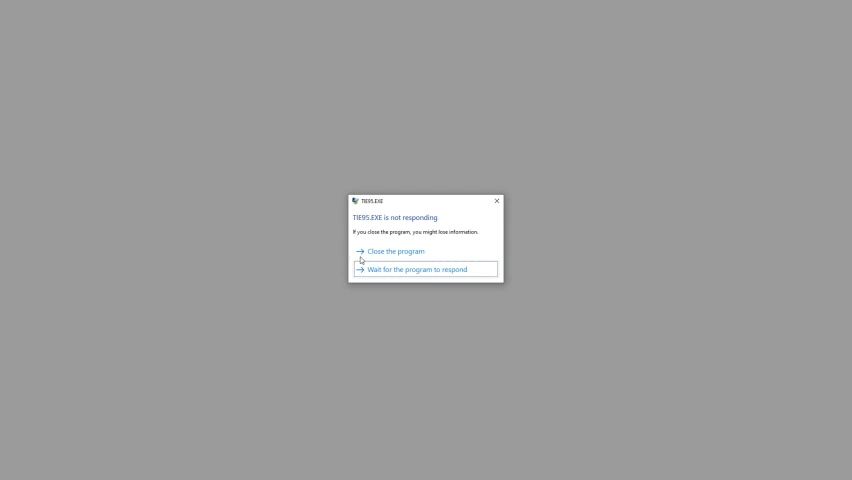 TIE95.EXE
TIE95.EXE is not responding
If you close the program, you might lose information.
Close the program
Wait for the program to respond